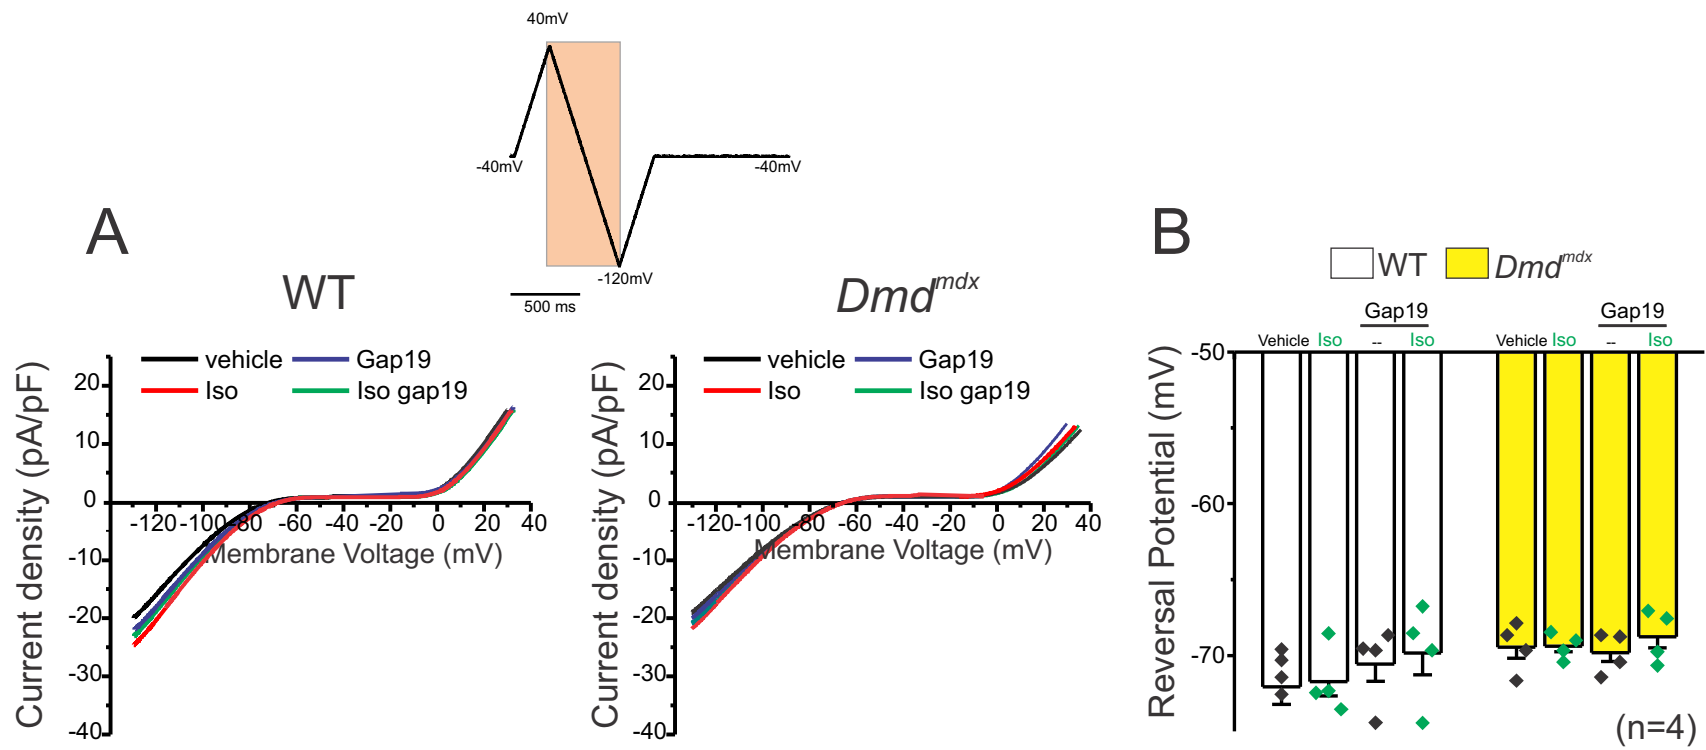 40mV
-40mV
-40mV
-120mV
500 ms
A
WT
Dmd^mdx
vehicle
Gap19
Iso
Iso gap19
Current density (pA/pF)
20
10
0
-10
-20
-30
-40
-120
-100
-80
-60
-40
-20
0
20
40
Membrane Voltage (mV)
vehicle
Gap19
Iso
Iso gap19
Current density (pA/pF)
20
10
0
-10
-20
-30
-40
-120
-100
-80
-60
-40
-20
0
20
40
Membrane Voltage (mV)
B
WT
Dmd^mdx
Gap19
Gap19
Vehicle Iso -- Iso
Vehicle Iso -- Iso
Reversal Potential (mV)
-50
-60
-70
(n=4)